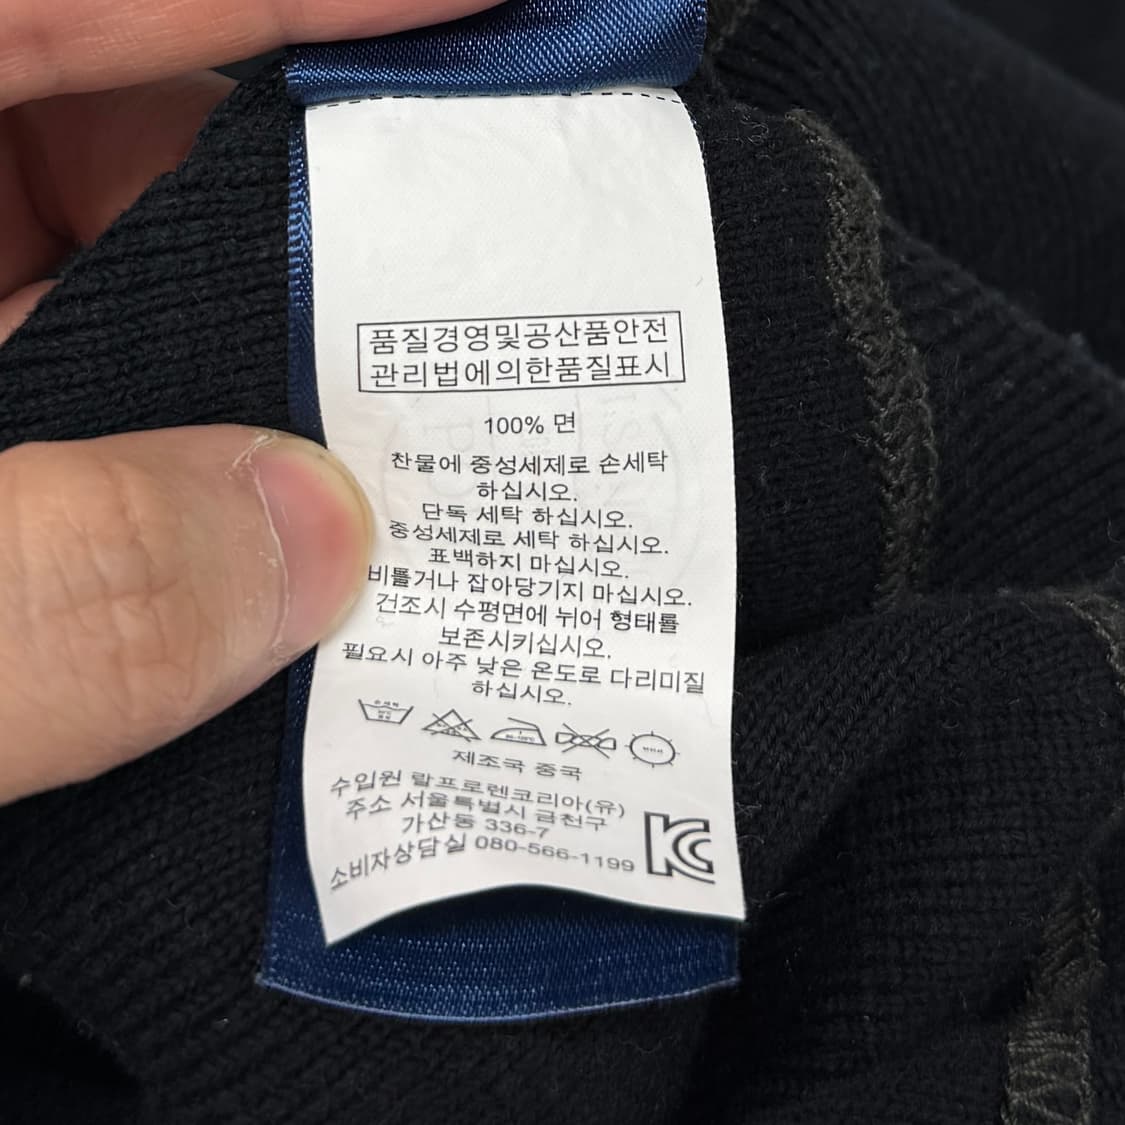 품질경영및공산품안전
관리법에의한품질표시
100% 면
찬물에 중성세제로 손세탁
하십시오.
단독 세탁 하십시오.
중성세제로 세탁 하십시오.
표백하지 마십시오.
비틀거나 잡아당기지 마십시오.
건조시 수평면에 뉘어 형태를
보존시키십시오.
필요시 아주 낮은 온도로 다리미질
하십시오.
제조국 중국
수입원 랄프로렌코리아(유)
주소 서울특별시 금천구
가산동 336-7
소비자상담실 080-566-1199
KC